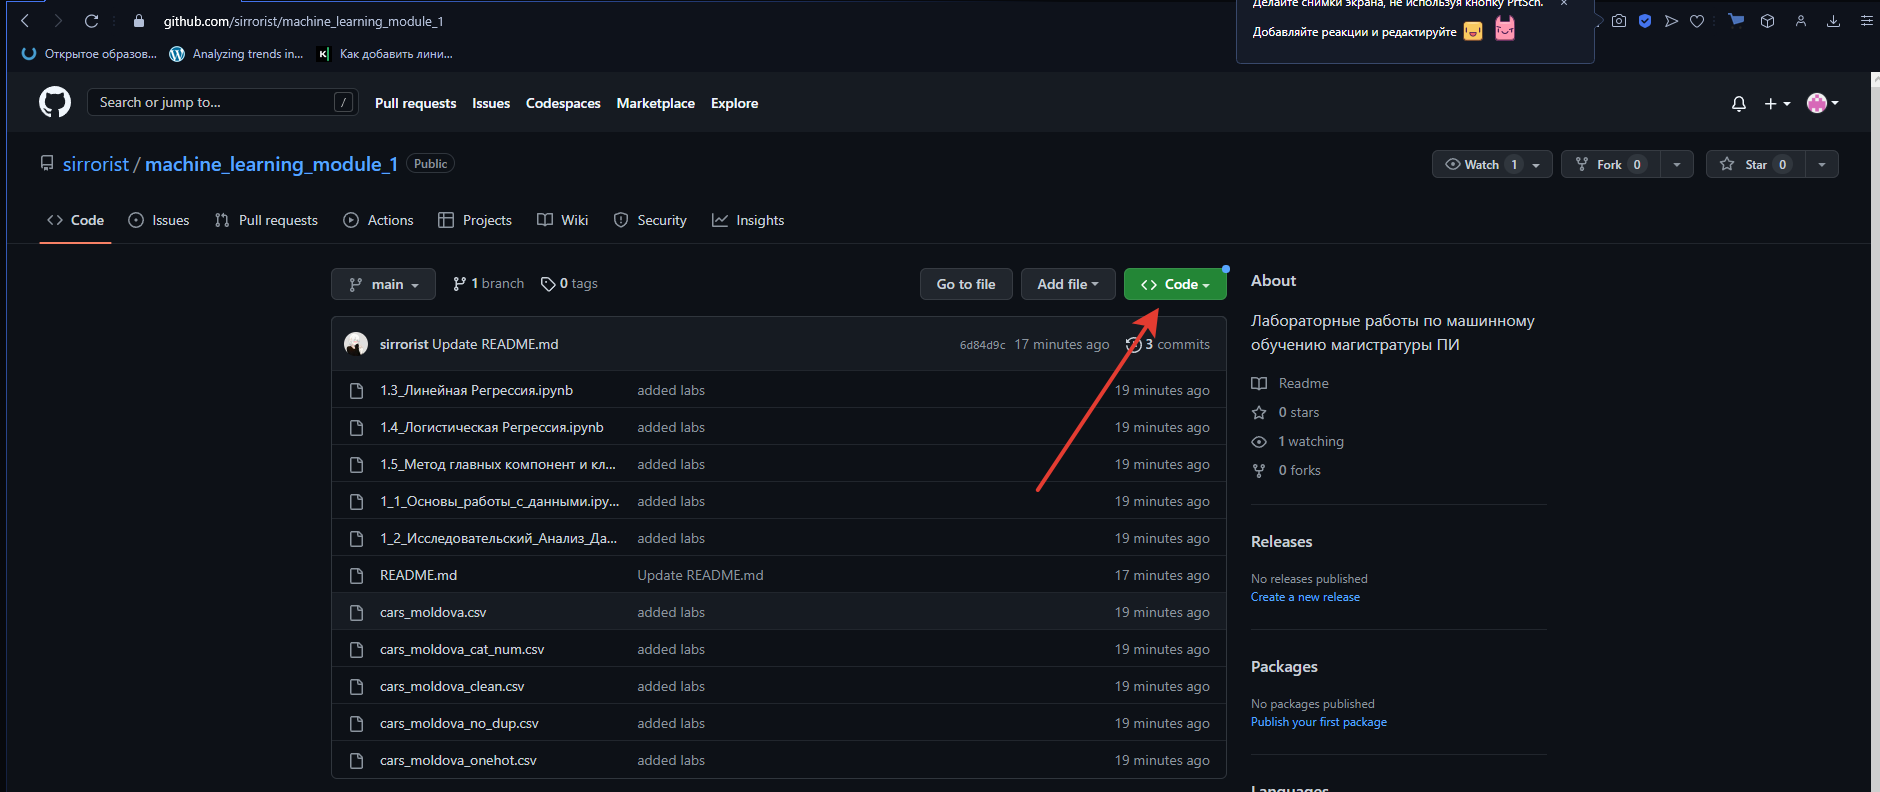 Делайте снимки экрана, не используя кнопку PrtScn.
github.com/sirrorist/machine_learning_module_1
Добавляйте реакции и редактируйте
Открытое образов... Analyzing trends in... Как добавить лини...
Search or jump to... / Pull requests Issues Codespaces Marketplace Explore
sirrorist / machine_learning_module_1 Public Watch 1 Fork 0 Star 0
Code Issues Pull requests Actions Projects Wiki Security Insights
main 1 branch 0 tags Go to file Add file Code
About
Лабораторные работы по машинному
обучению магистратуры ПИ
Readme
0 stars
1 watching
0 forks
Releases
No releases published
Create a new release
Packages
No packages published
Publish your first package
Languages
sirrorist Update README.md 6d84d9c 17 minutes ago 3 commits
1.3_Линейная Регрессия.ipynb added labs 19 minutes ago
1.4_Логистическая Регрессия.ipynb added labs 19 minutes ago
1.5_Метод главных компонент и кл... added labs 19 minutes ago
1_1_Основы_работы_с_данными.ipy... added labs 19 minutes ago
1_2_Исследовательский_Анализ_Да... added labs 19 minutes ago
README.md Update README.md 17 minutes ago
cars_moldova.csv added labs 19 minutes ago
cars_moldova_cat_num.csv added labs 19 minutes ago
cars_moldova_clean.csv added labs 19 minutes ago
cars_moldova_no_dup.csv added labs 19 minutes ago
cars_moldova_onehot.csv added labs 19 minutes ago